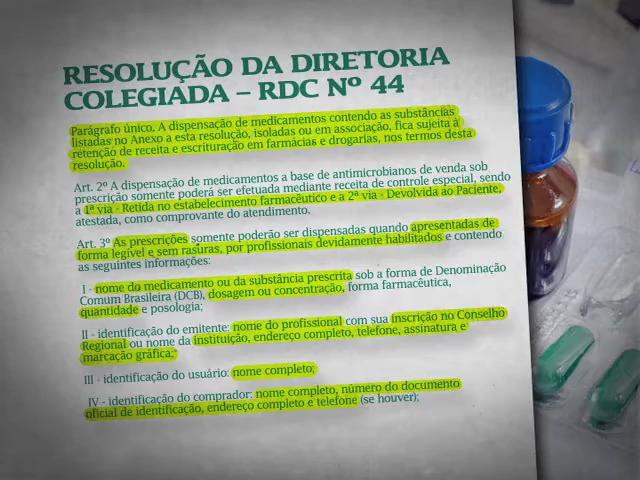 RESOLUÇÃO DA DIRETORIA
COLEGIADA – RDC Nº 44
Parágrafo único. A dispensação de medicamentos contendo as substâncias
listadas no Anexo a esta resolução, isoladas ou em associação, fica sujeita à
retenção de receita e escrituração em farmácias e drogarias, nos termos desta
resolução.
Art. 2º A dispensação de medicamentos a base de antimicrobianos de venda sob
prescrição somente poderá ser efetuada mediante receita de controle especial, sendo
a 1ª via - Retida no estabelecimento farmacêutico e a 2ª via - Devolvida ao Paciente,
atestada, como comprovante do atendimento.
Art. 3º As prescrições somente poderão ser dispensadas quando apresentadas de
forma legível e sem rasuras, por profissionais devidamente habilitados e contendo
as seguintes informações:
I - nome do medicamento ou da substância prescrita sob a forma de Denominação
Comum Brasileira (DCB), dosagem ou concentração, forma farmacêutica,
quantidade e posologia;
II - identificação do emitente: nome do profissional com sua inscrição no Conselho
Regional ou nome da instituição, endereço completo, telefone, assinatura e
marcação gráfica;"
III - identificação do usuário: nome completo;
IV - identificação do comprador: nome completo, número do documento
oficial de identificação, endereço completo e telefone (se houver);